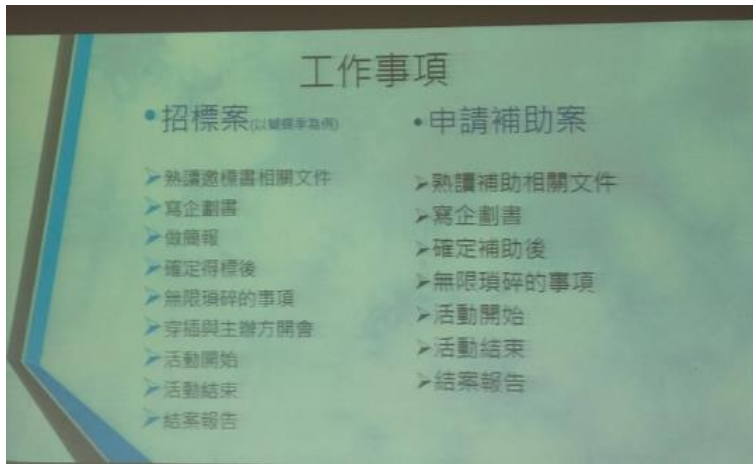 工作事項
•招標案(以蝴蝶季為例)
➤熟讀邀標書相關文件
➤寫企劃書
➤做簡報
➤確定得標後
➤無限瑣碎的事項
➤穿插與主辦方開會
➤活動開始
➤活動結束
➤結案報告
•申請補助案
➤熟讀補助相關文件
➤寫企劃書
➤確定補助後
➤無限瑣碎的事項
➤活動開始
➤活動結束
➤結案報告